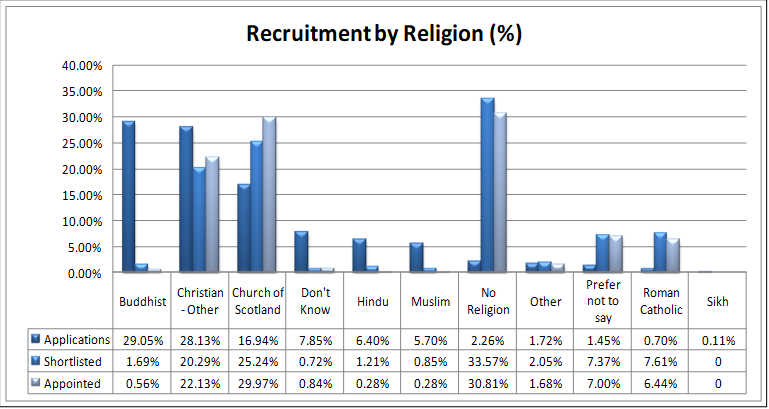 Recruitment by Religion (%)
40.00%
35.00%
30.00%
25.00%
20.00%
15.00%
10.00%
5.00%
0.00%
Buddhist
Christian
- Other
Church of
Scotland
Don't
Know
Hindu
Muslim
No
Religion
Other
Prefer
not to
say
Roman
Catholic
Sikh
Applications 29.05% 28.13% 16.94% 7.85% 6.40% 5.70% 2.26% 1.72% 1.45% 0.70% 0.11%
Shortlisted 1.69% 20.29% 25.24% 0.72% 1.21% 0.85% 33.57% 2.05% 7.37% 7.61% 0
Appointed 0.56% 22.13% 29.97% 0.84% 0.28% 0.28% 30.81% 1.68% 7.00% 6.44% 0